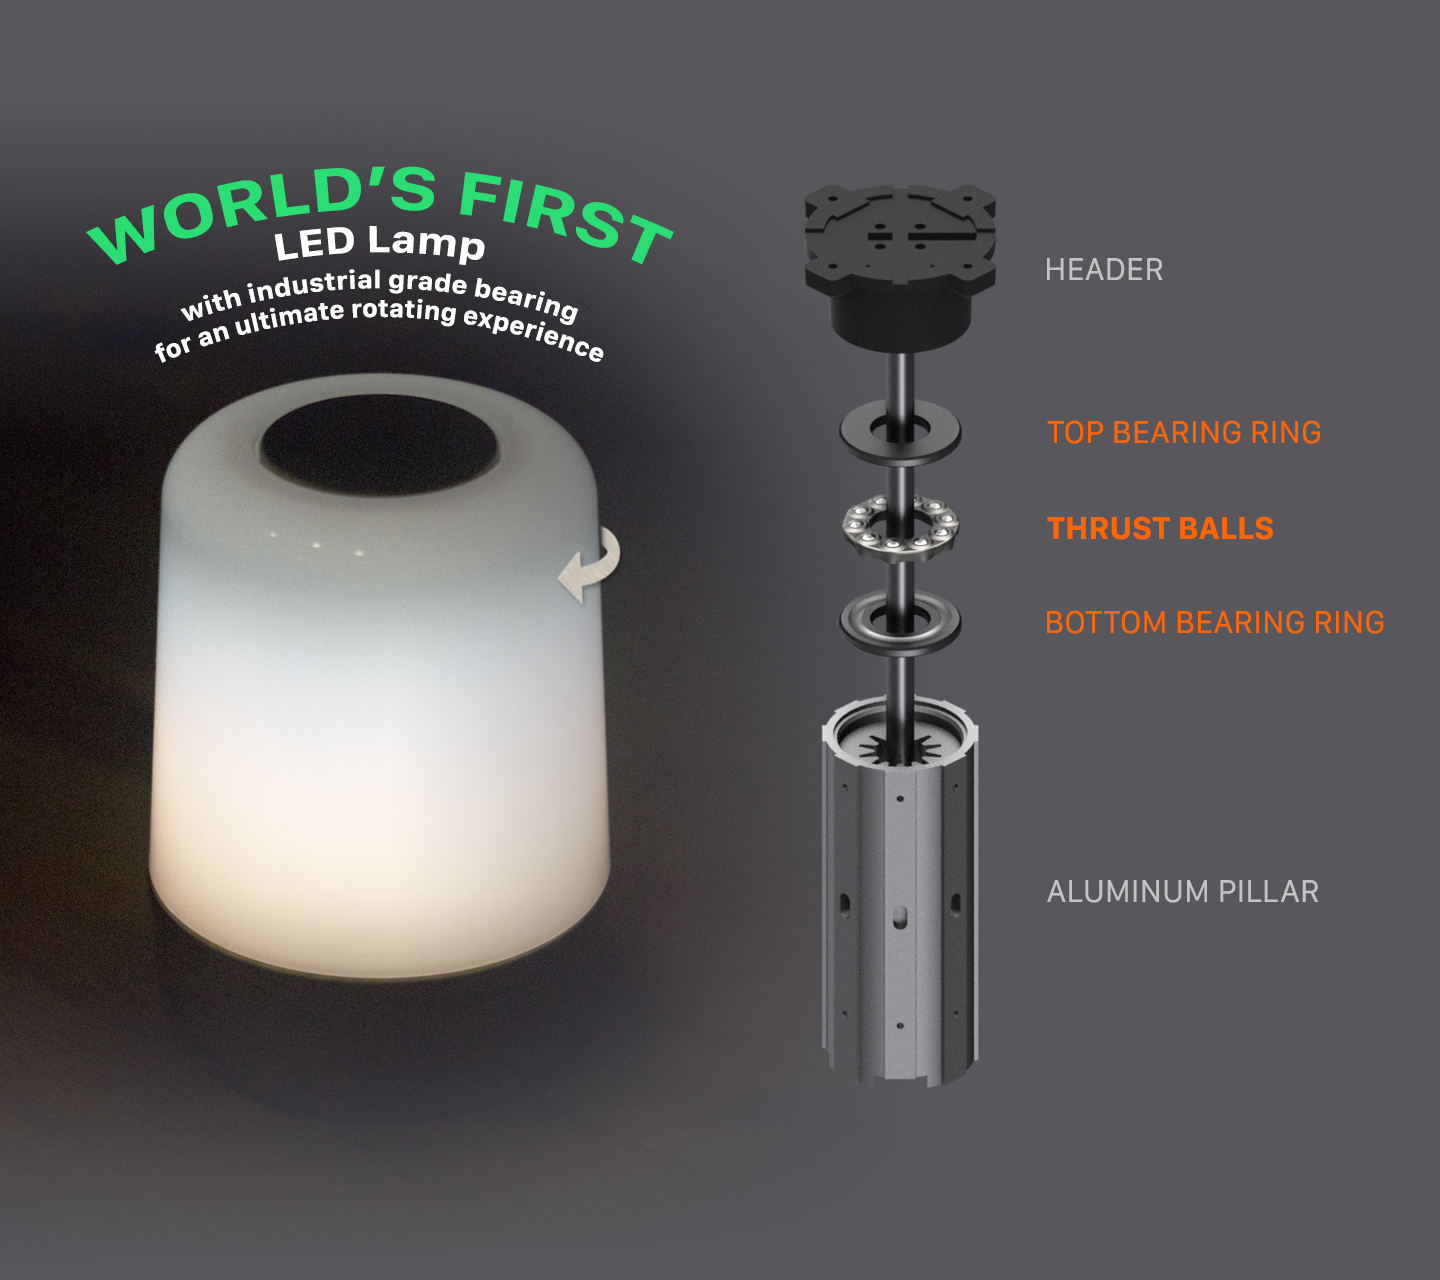 WORLD'S FIRST
LED Lamp
with industrial grade bearing
for an ultimate rotating experience
HEADER
TOP BEARING RING
THRUST BALLS
BOTTOM BEARING RING
ALUMINUM PILLAR